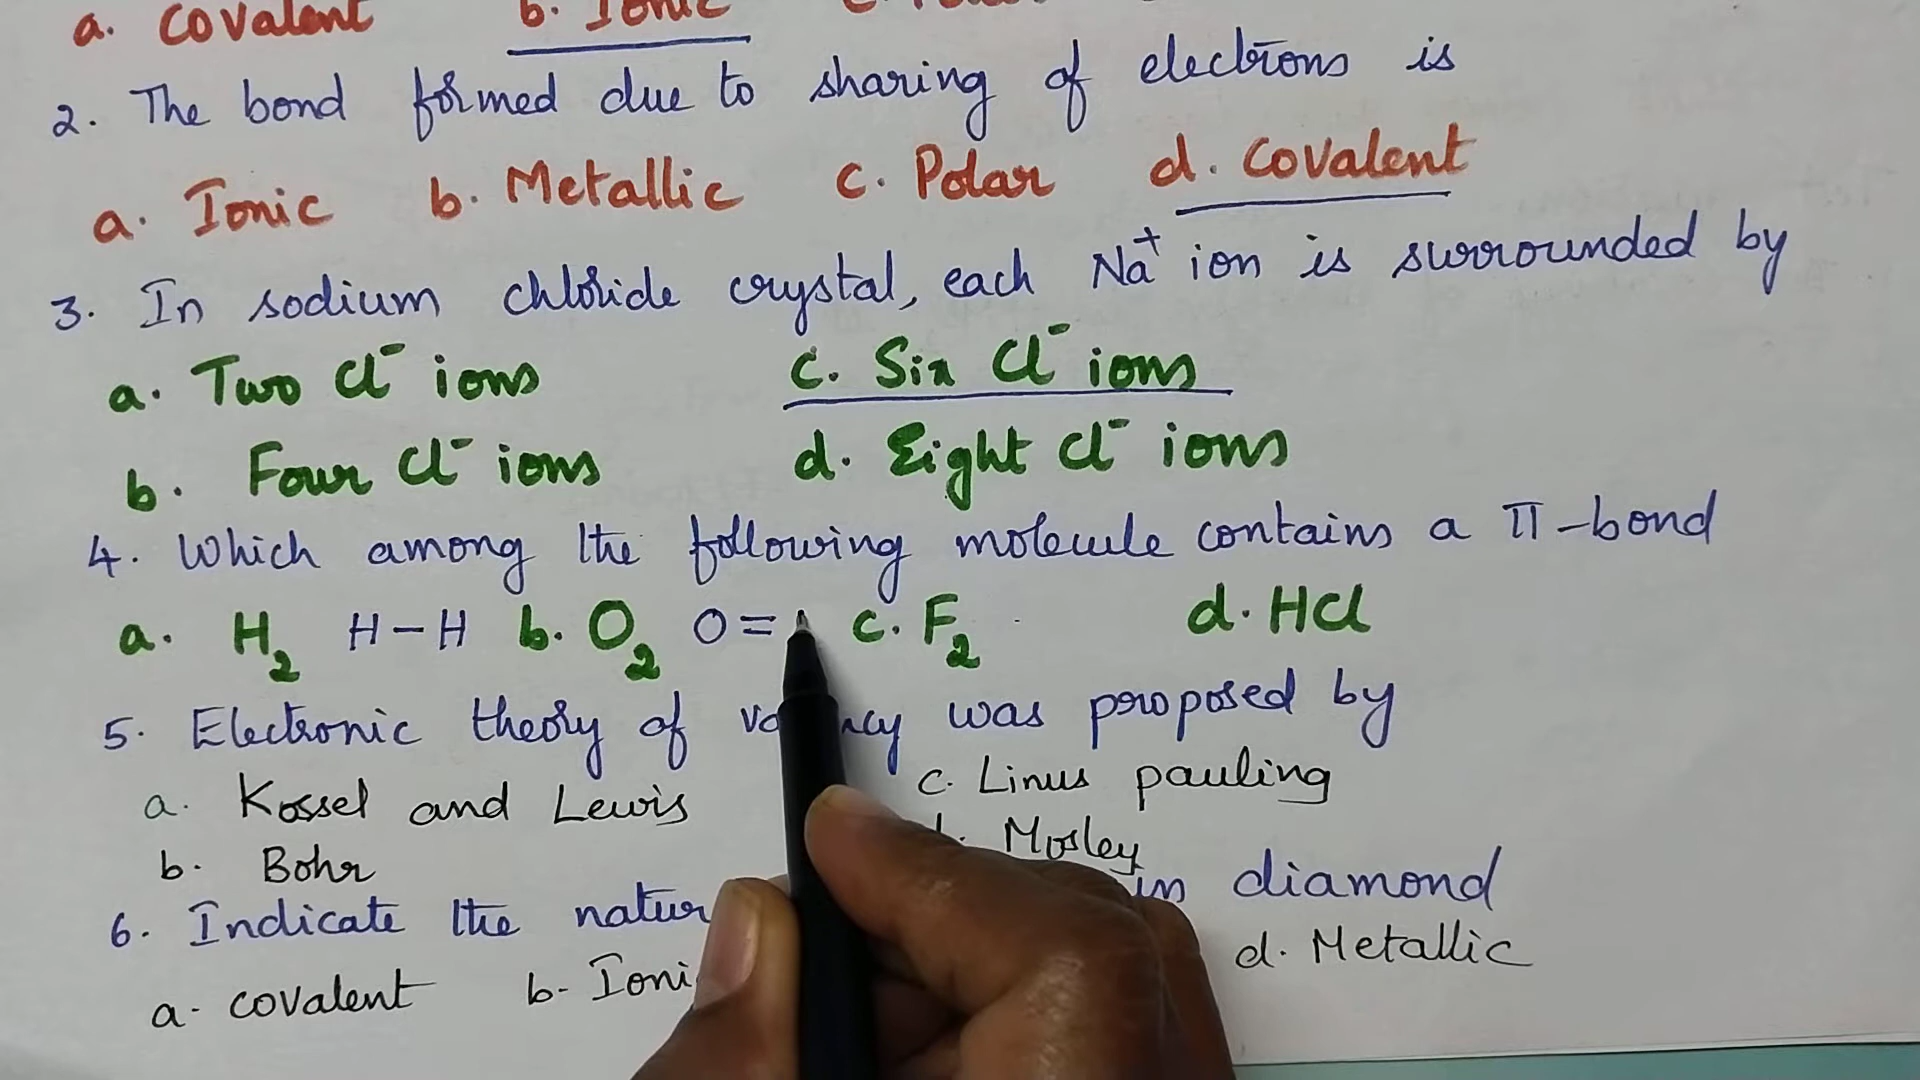 a. Covalent b. Ionic
2. The bond formed due to sharing of electrons is
a. Ionic b. Metallic c. Polar d. Covalent
3. In sodium chloride crystal, each Na⁺ ion is surrounded by
a. Two Cl⁻ ions c. Six Cl⁻ ions
b. Four Cl⁻ ions d. Eight Cl⁻ ions
4. Which among the following molecule contains a π-bond
a. H₂ H–H b. O₂ O= c. F₂ d. HCl
5. Electronic theory of was proposed by
a. Kossel and Lewis c. Linus pauling
b. Bohr Mosley
6. Indicate the in diamond
a. covalent b. d. Metallic